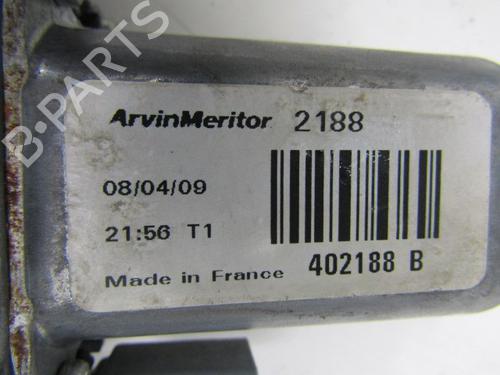 B-PARTS
ArvinMeritor 2188
08/04/09
21:56 T1
402188 B
Made in France